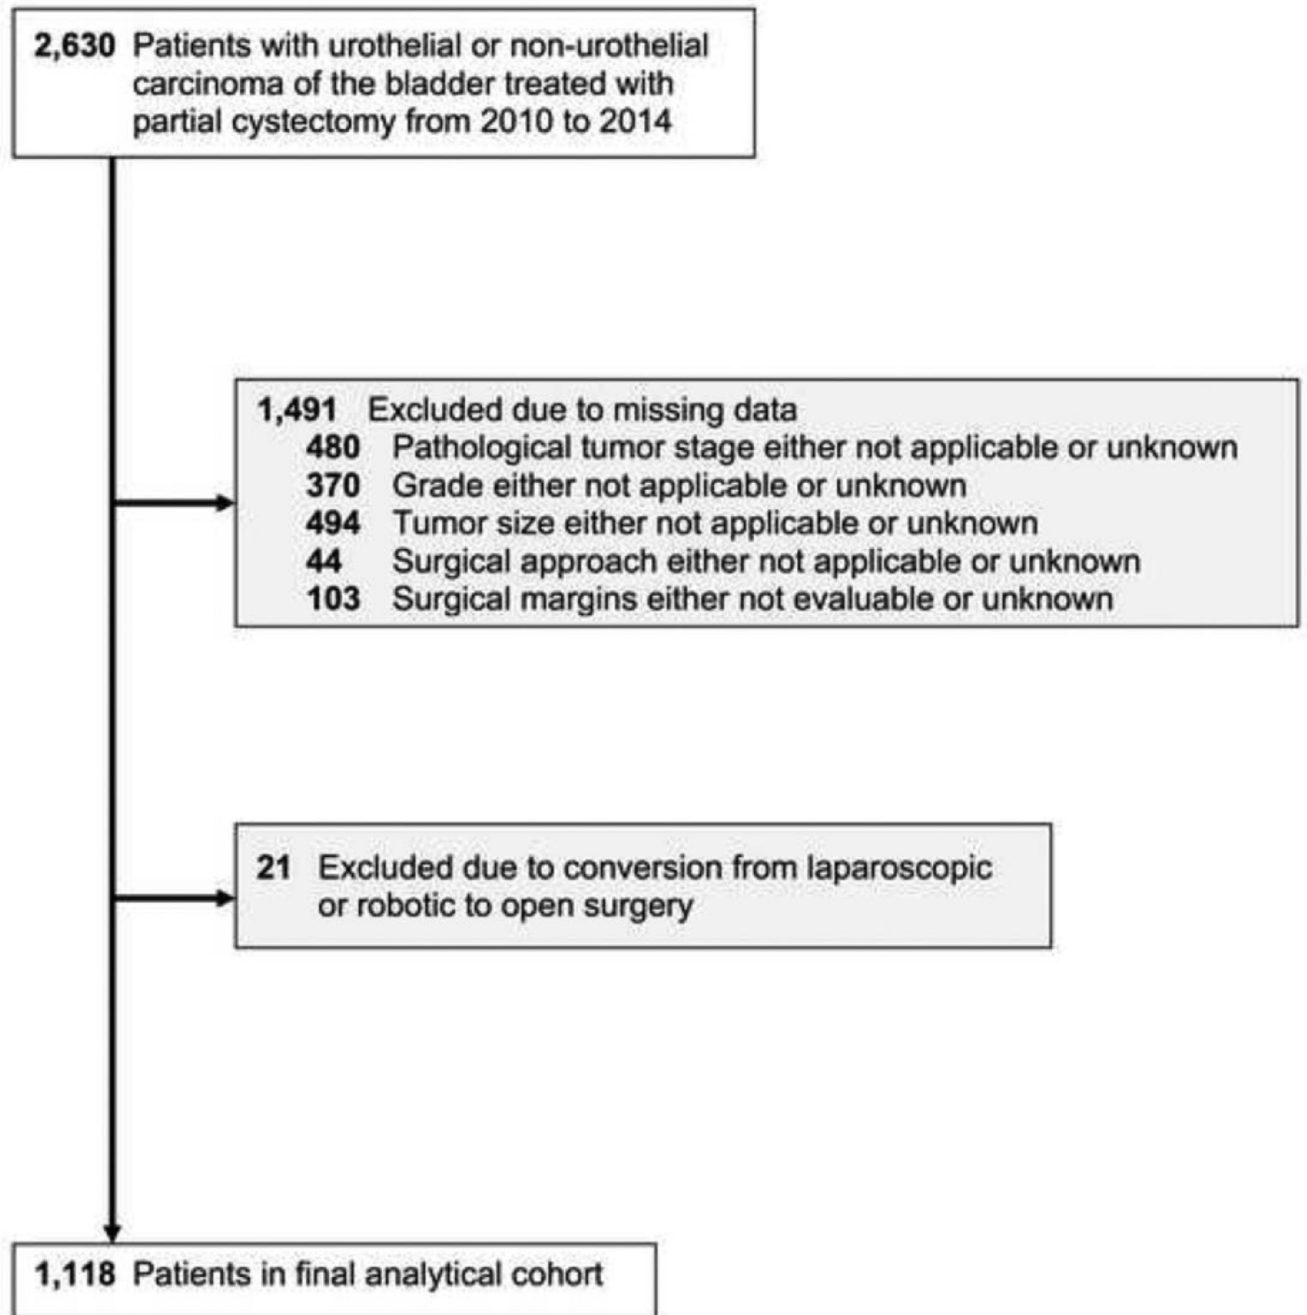 2,630 Patients with urothelial or non-urothelial
carcinoma of the bladder treated with
partial cystectomy from 2010 to 2014
1,491 Excluded due to missing data
480 Pathological tumor stage either not applicable or unknown
370 Grade either not applicable or unknown
494 Tumor size either not applicable or unknown
44 Surgical approach either not applicable or unknown
103 Surgical margins either not evaluable or unknown
21 Excluded due to conversion from laparoscopic
or robotic to open surgery
1,118 Patients in final analytical cohort